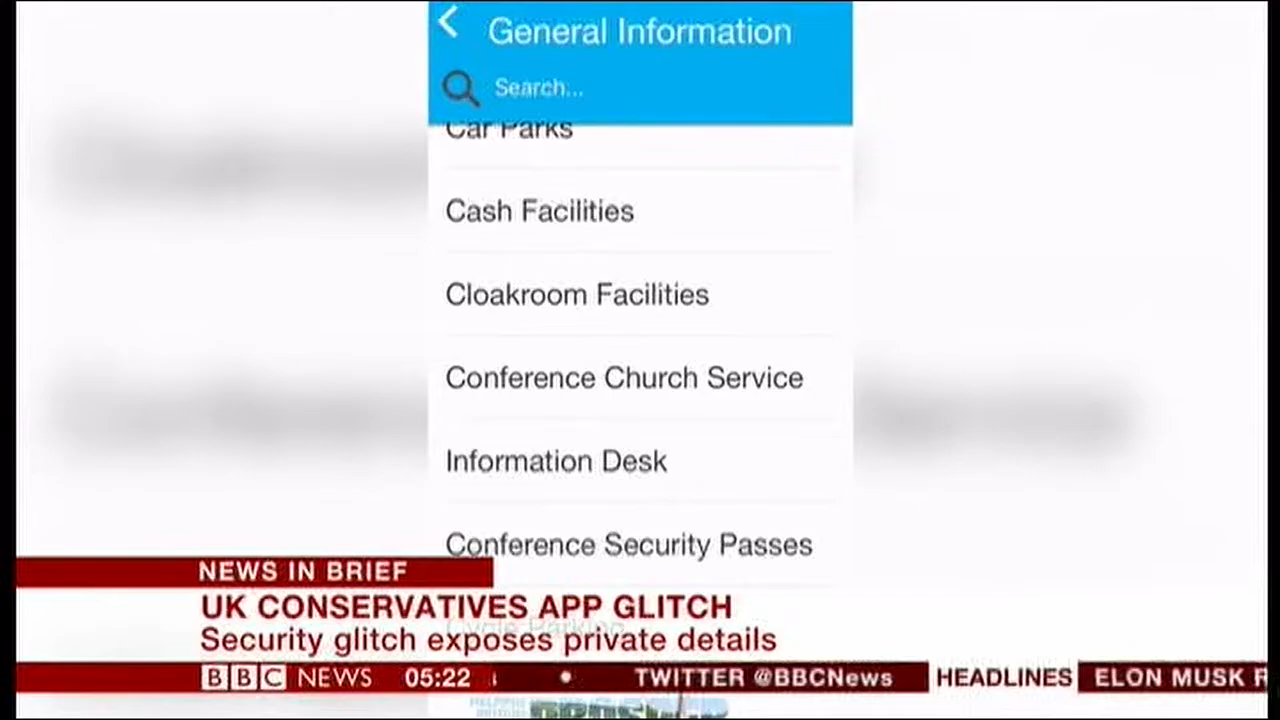 General Information
Search...
Car Parks
Cash Facilities
Cloakroom Facilities
Conference Church Service
Information Desk
Conference Security Passes
NEWS IN BRIEF
UK CONSERVATIVES APP GLITCH
Cycle Parking
Security glitch exposes private details
BBC NEWS 05:22 TWITTER @BBCNews HEADLINES ELON MUSK R